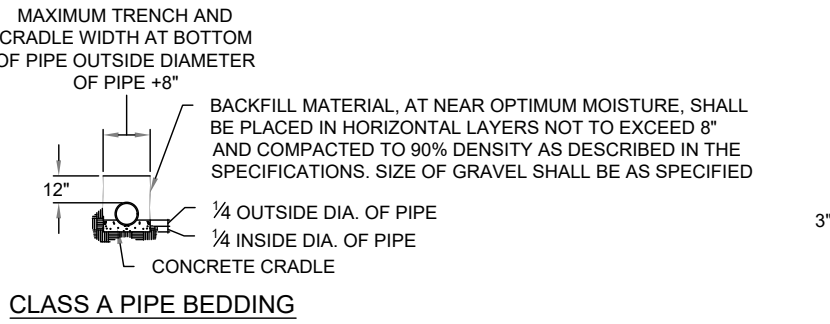 MAXIMUM TRENCH AND
CRADLE WIDTH AT BOTTOM
OF PIPE OUTSIDE DIAMETER
OF PIPE +8"
BACKFILL MATERIAL, AT NEAR OPTIMUM MOISTURE, SHALL
BE PLACED IN HORIZONTAL LAYERS NOT TO EXCEED 8"
AND COMPACTED TO 90% DENSITY AS DESCRIBED IN THE
SPECIFICATIONS. SIZE OF GRAVEL SHALL BE AS SPECIFIED
12"
¼ OUTSIDE DIA. OF PIPE
3"
¼ INSIDE DIA. OF PIPE
CONCRETE CRADLE
CLASS A PIPE BEDDING